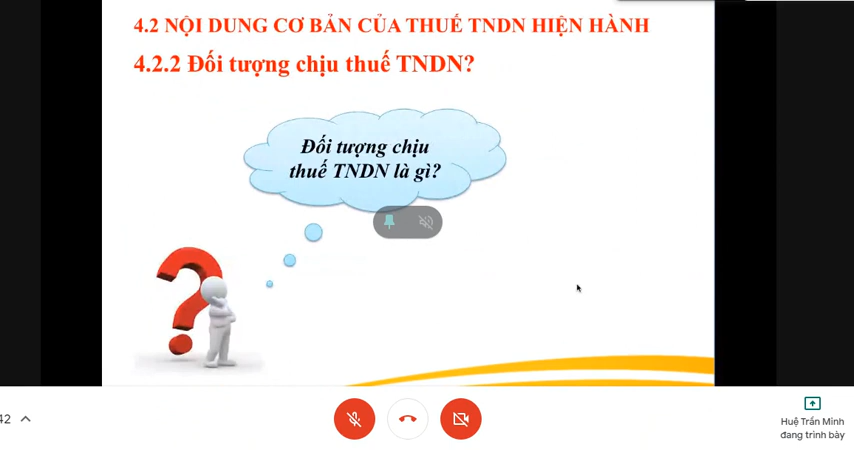 4.2 NỘI DUNG CƠ BẢN CỦA THUẾ TNDN HIỆN HÀNH
4.2.2 Đối tượng chịu thuế TNDN?
Đối tượng chịu
thuế TNDN là gì?
42
Huệ Trần Minh
đang trình bày